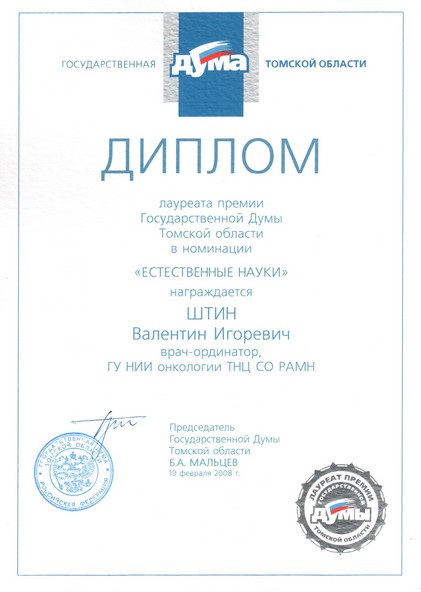 ГОСУДАРСТВЕННАЯ дума ТОМСКОЙ ОБЛАСТИ
ДИПЛОМ
лауреата премии
Государственной Думы
Томской области
в номинации
«ЕСТЕСТВЕННЫЕ НАУКИ»
награждается
ШТИН
Валентин Игоревич
врач-ординатор,
ГУ НИИ онкологии ТНЦ СО РАМН
Председатель
Государственной Думы
Томской области
Б.А. МАЛЬЦЕВ
19 февраля 2008 г.
ГОСУДАРСТВЕННАЯ ДУМА
ТОМСКОЙ ОБЛАСТИ
РОССИЙСКАЯ ФЕДЕРАЦИЯ
ЛАУРЕАТ ПРЕМИИ
ГОСУДАРСТВЕННОЙ
ДУМЫ
ТОМСКОЙ ОБЛАСТИ